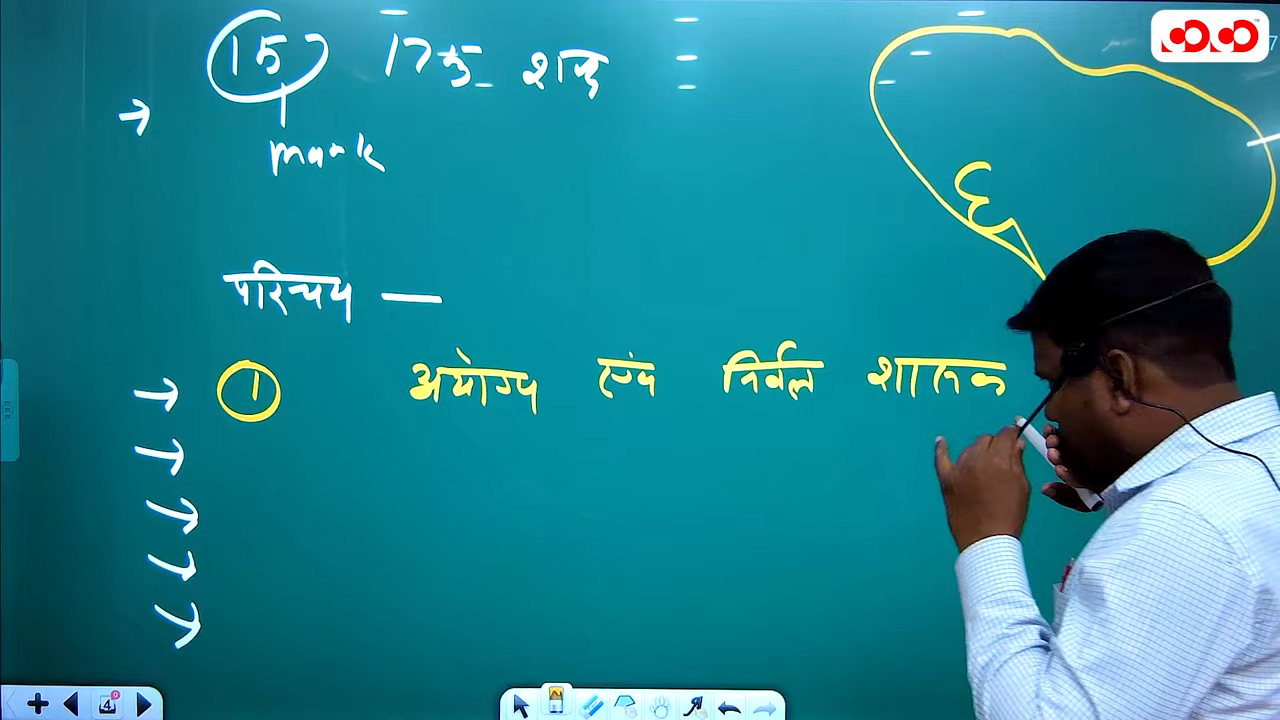 15 175 शब्द
mark
परिचय —
1 अयोग्य एवं निर्बल शासक